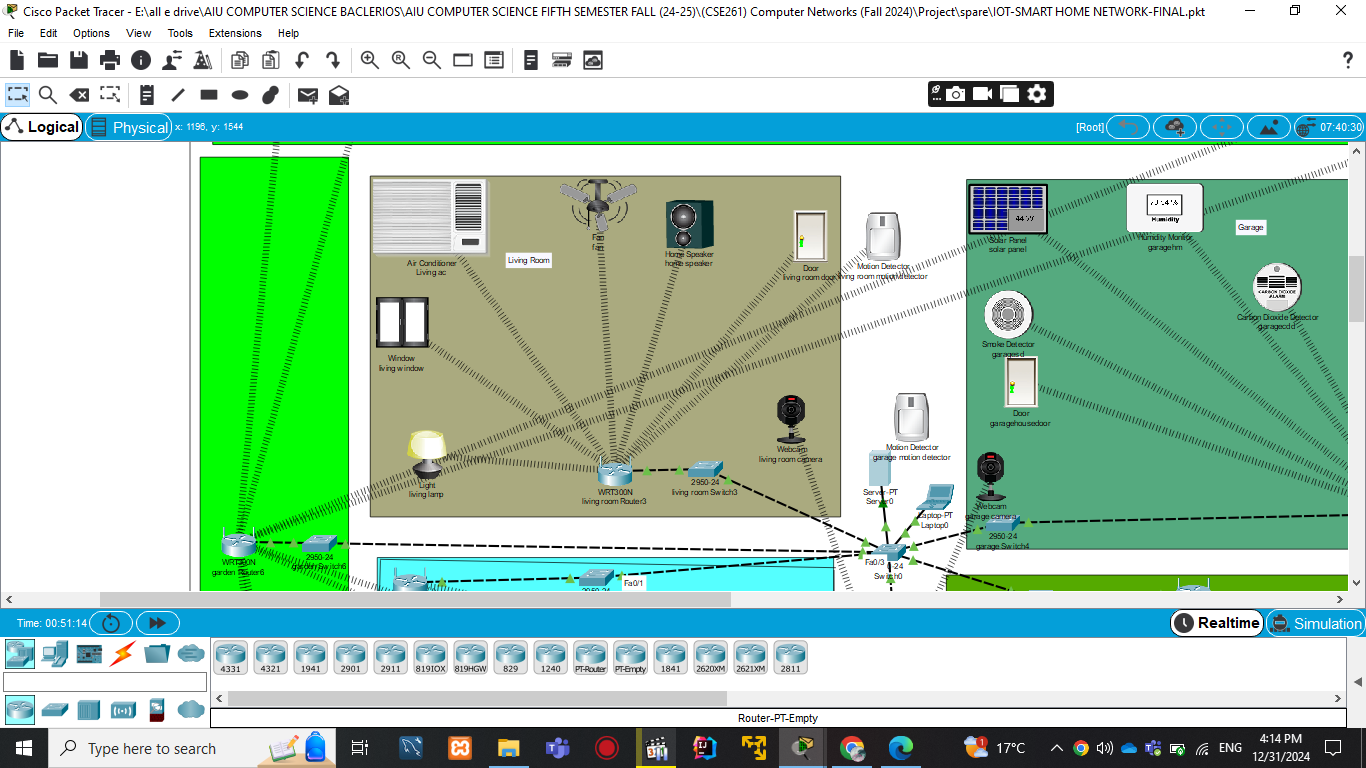 Cisco Packet Tracer - E:\all e drive\AIU COMPUTER SCIENCE BACLERIOS\AIU COMPUTER SCIENCE FIFTH SEMESTER FALL (24-25)\(CSE261) Computer Networks (Fall 2024)\Project\spare\IOT-SMART HOME NETWORK-FINAL.pkt
File Edit Options View Tools Extensions Help
Logical Physical x: 1196, y: 1544 [Root] 07:40:30
Air Conditioner
Living ac
Living Room
Fan
fan
Home Speaker
home speaker
Door
living room door
Motion Detector
living room motion detector
Solar Panel
solar panel
Humidity
Humidity Monitor
garagehm
Garage
Window
living window
Smoke Detector
garagesd
CARBON DIOXIDE
ALARM
Carbon Dioxide Detector
garagecdd
Door
garagehousedoor
Light
living lamp
WRT300N
living room Router3
2950-24
living room Switch3
Webcam
living room camera
Motion Detector
garage motion detector
Server-PT
Server0
Laptop-PT
Laptop0
Webcam
garage camera
2950-24
garage Switch4
WRT300N
garden Router6
2950-24
garden Switch6
Fa0/3
-24
Switch0
Fa0/1
2950-24
Time: 00:51:14 Realtime Simulation
4331 4321 1941 2901 2911 819IOX 819HGW 829 1240 PT-Router PT-Empty 1841 2620XM 2621XM 2811
Router-PT-Empty
Type here to search
17°C
ENG
4:14 PM
12/31/2024